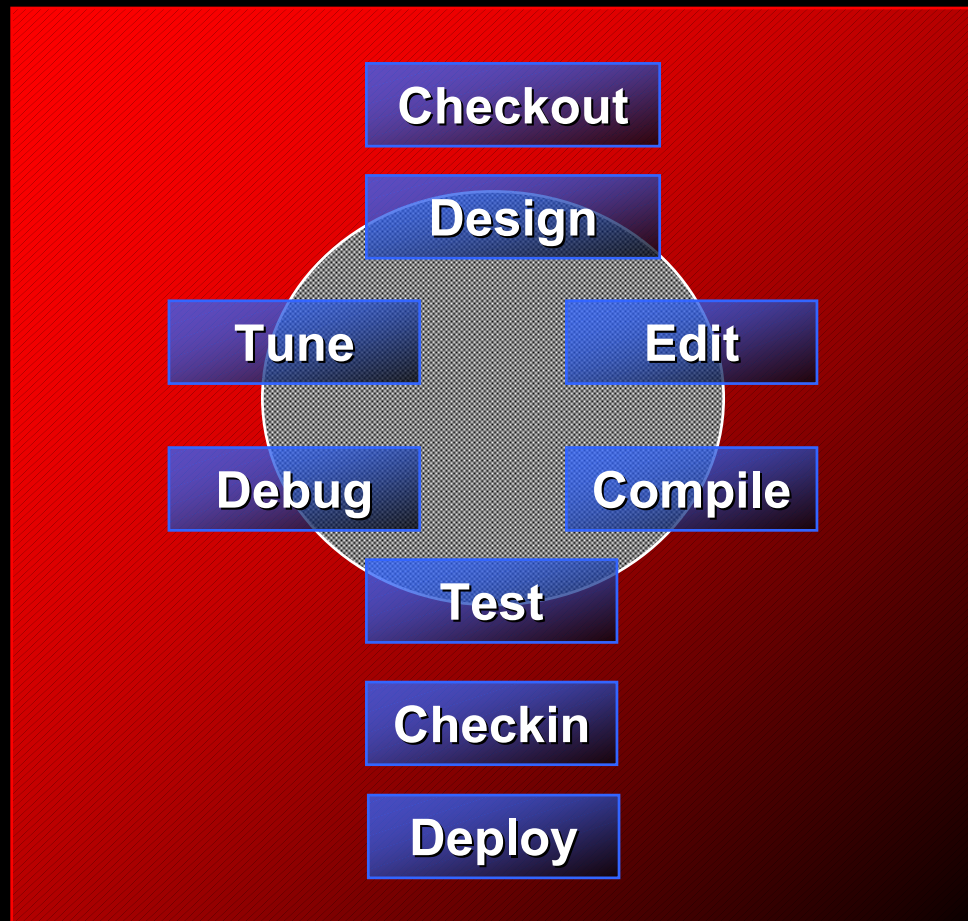 Checkout
Design
Tune
Edit
Debug
Compile
Test
Checkin
Deploy